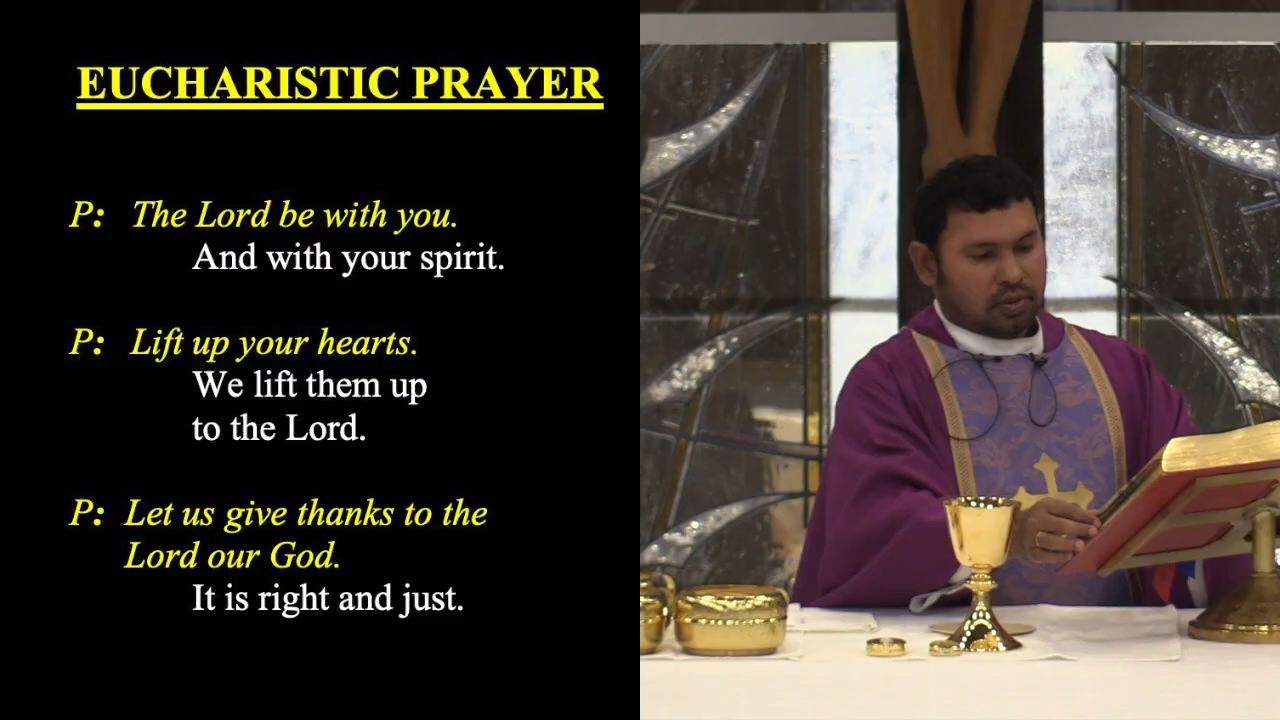 EUCHARISTIC PRAYER
P: The Lord be with you.
And with your spirit.
P: Lift up your hearts.
We lift them up
to the Lord.
P: Let us give thanks to the
Lord our God.
It is right and just.